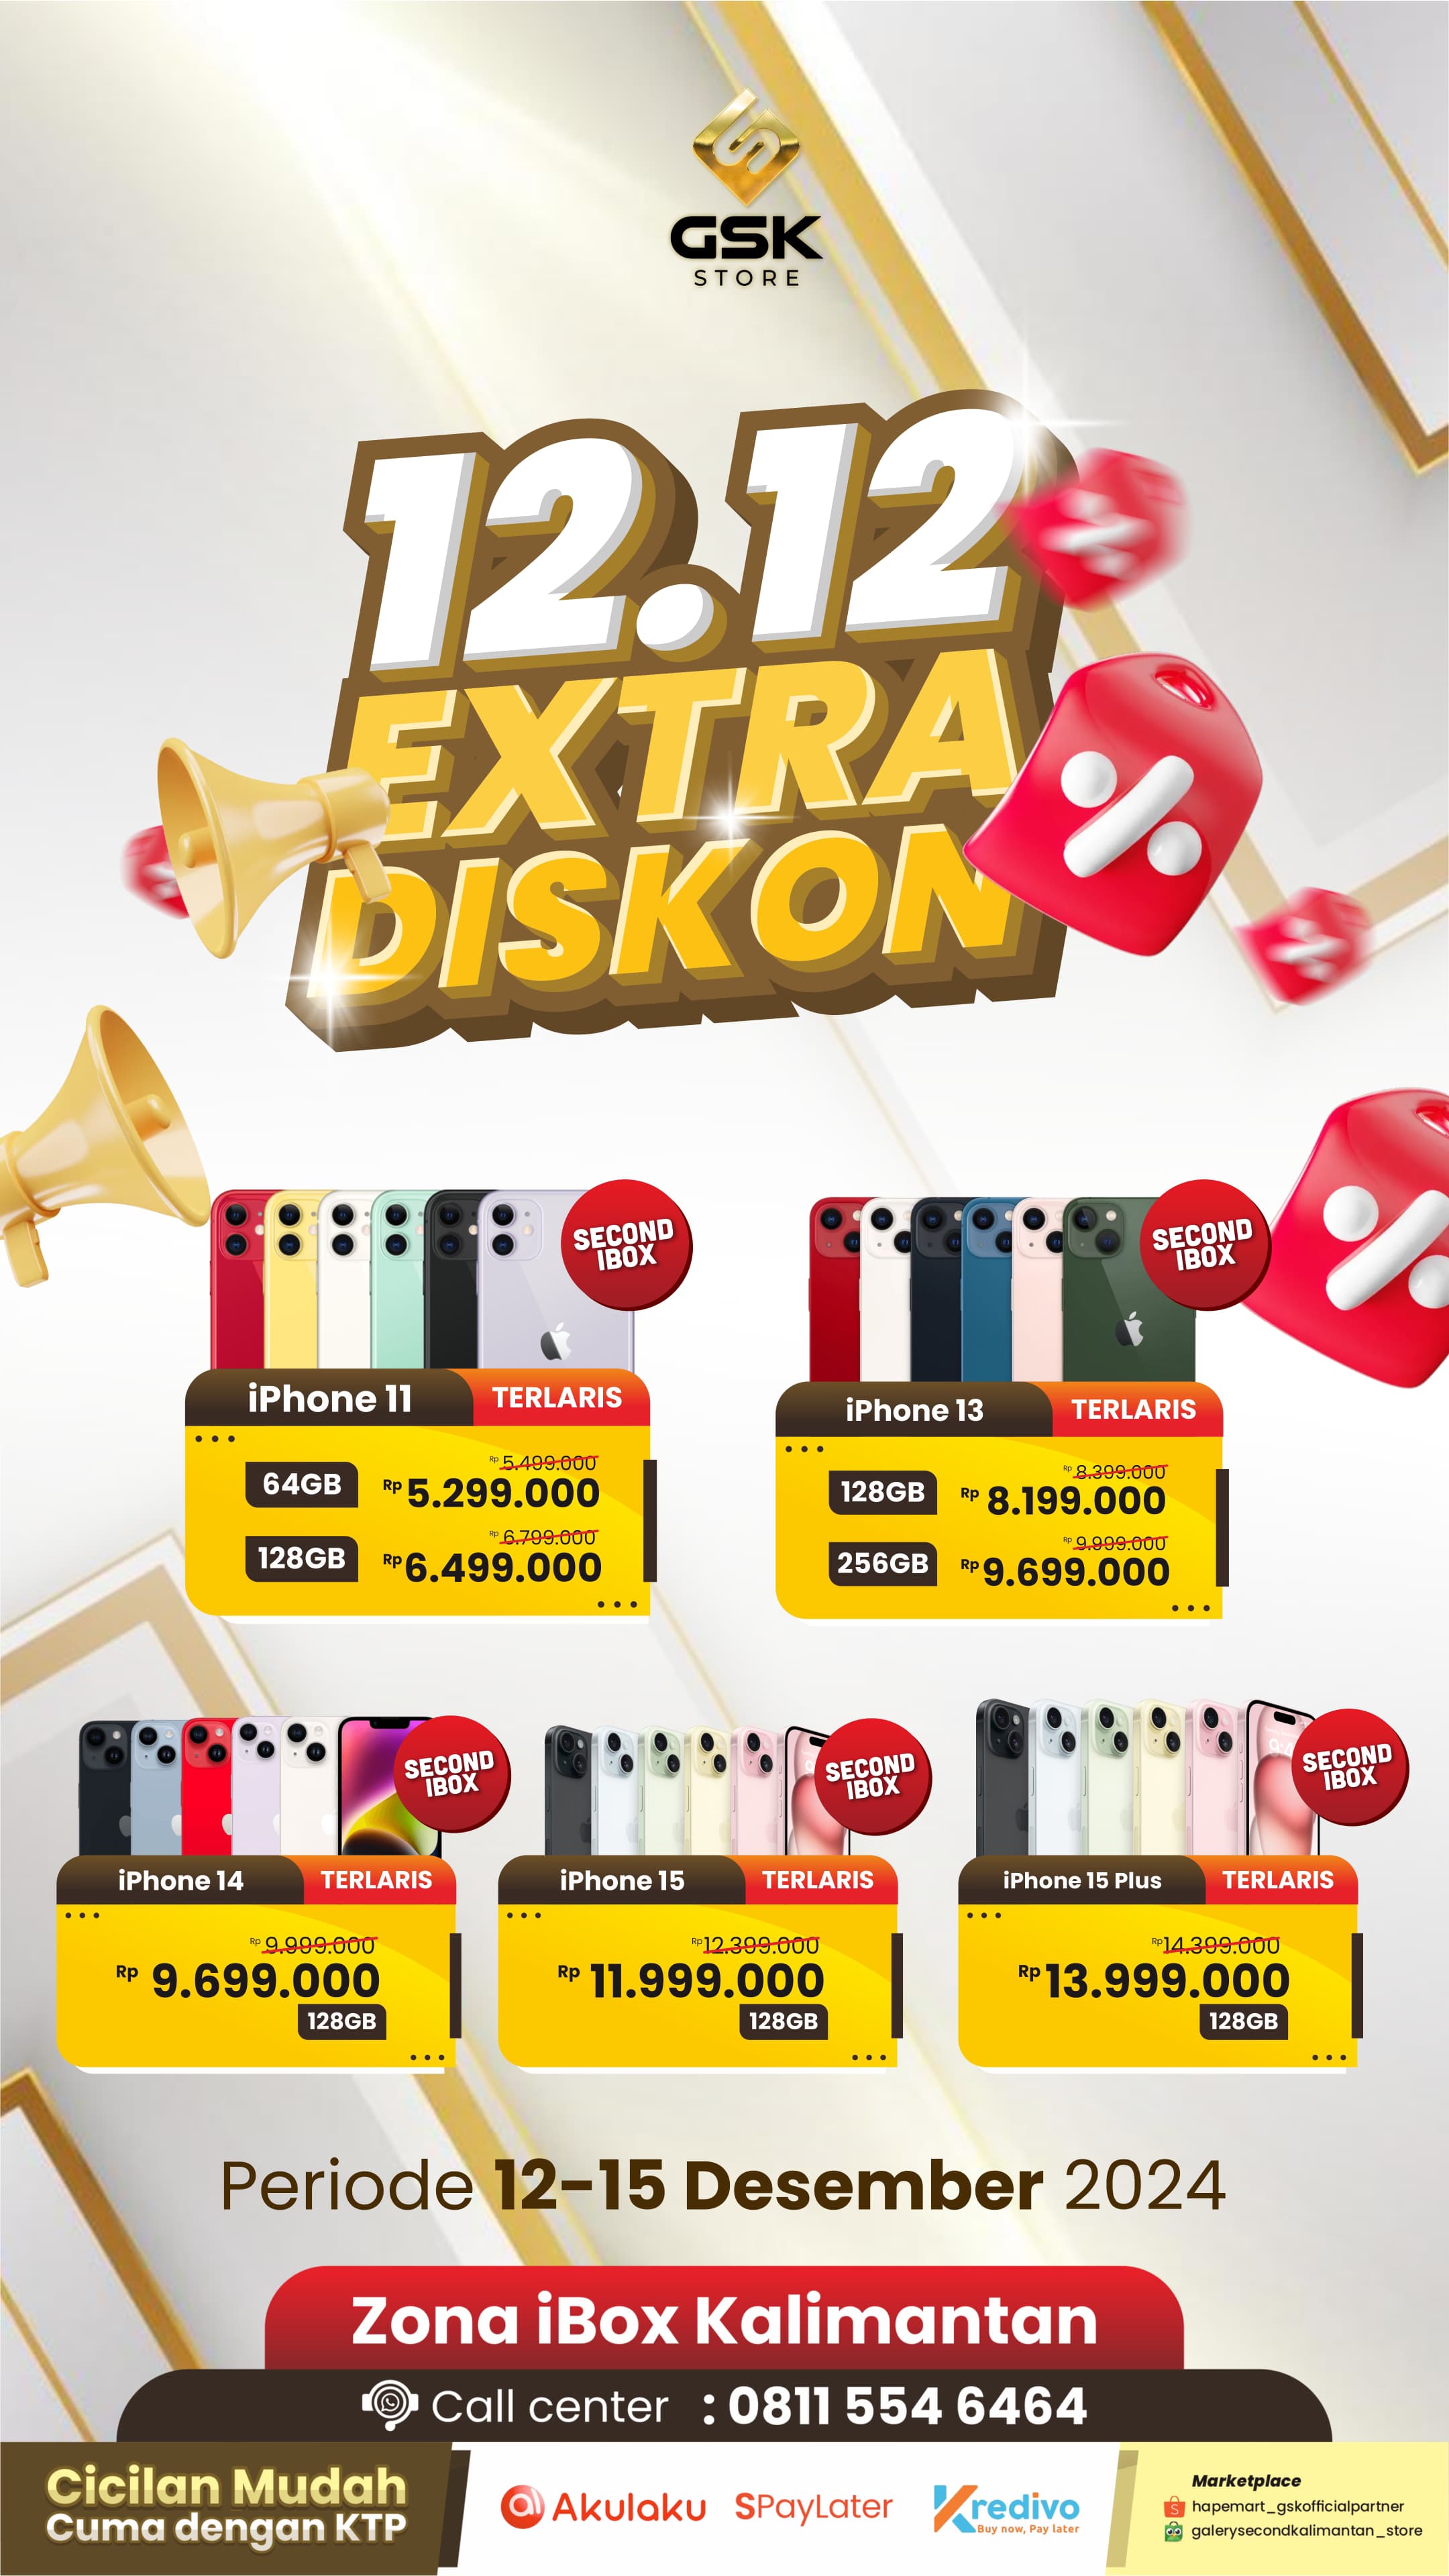 GSK
STORE
12.12
EXTRA
DISKON
SECOND
IBOX
iPhone 11 TERLARIS
Rp 5.499.000
64GB Rp 5.299.000
Rp 6.799.000
128GB Rp 6.499.000
SECOND
IBOX
iPhone 13 TERLARIS
Rp 8.399.000
128GB Rp 8.199.000
Rp 9.999.000
256GB Rp 9.699.000
SECOND
IBOX
iPhone 14 TERLARIS
Rp 9.999.000
Rp 9.699.000
128GB
SECOND
IBOX
iPhone 15 TERLARIS
Rp 12.399.000
Rp 11.999.000
128GB
SECOND
IBOX
iPhone 15 Plus TERLARIS
Rp 14.399.000
Rp 13.999.000
128GB
Periode 12-15 Desember 2024
Zona iBox Kalimantan
Call center : 0811 554 6464
Cicilan Mudah
Cuma dengan KTP
Akulaku
SPayLater
Kredivo
Buy now, Pay later
Marketplace
hapemart_gskofficialpartner
galerysecondkalimantan_store